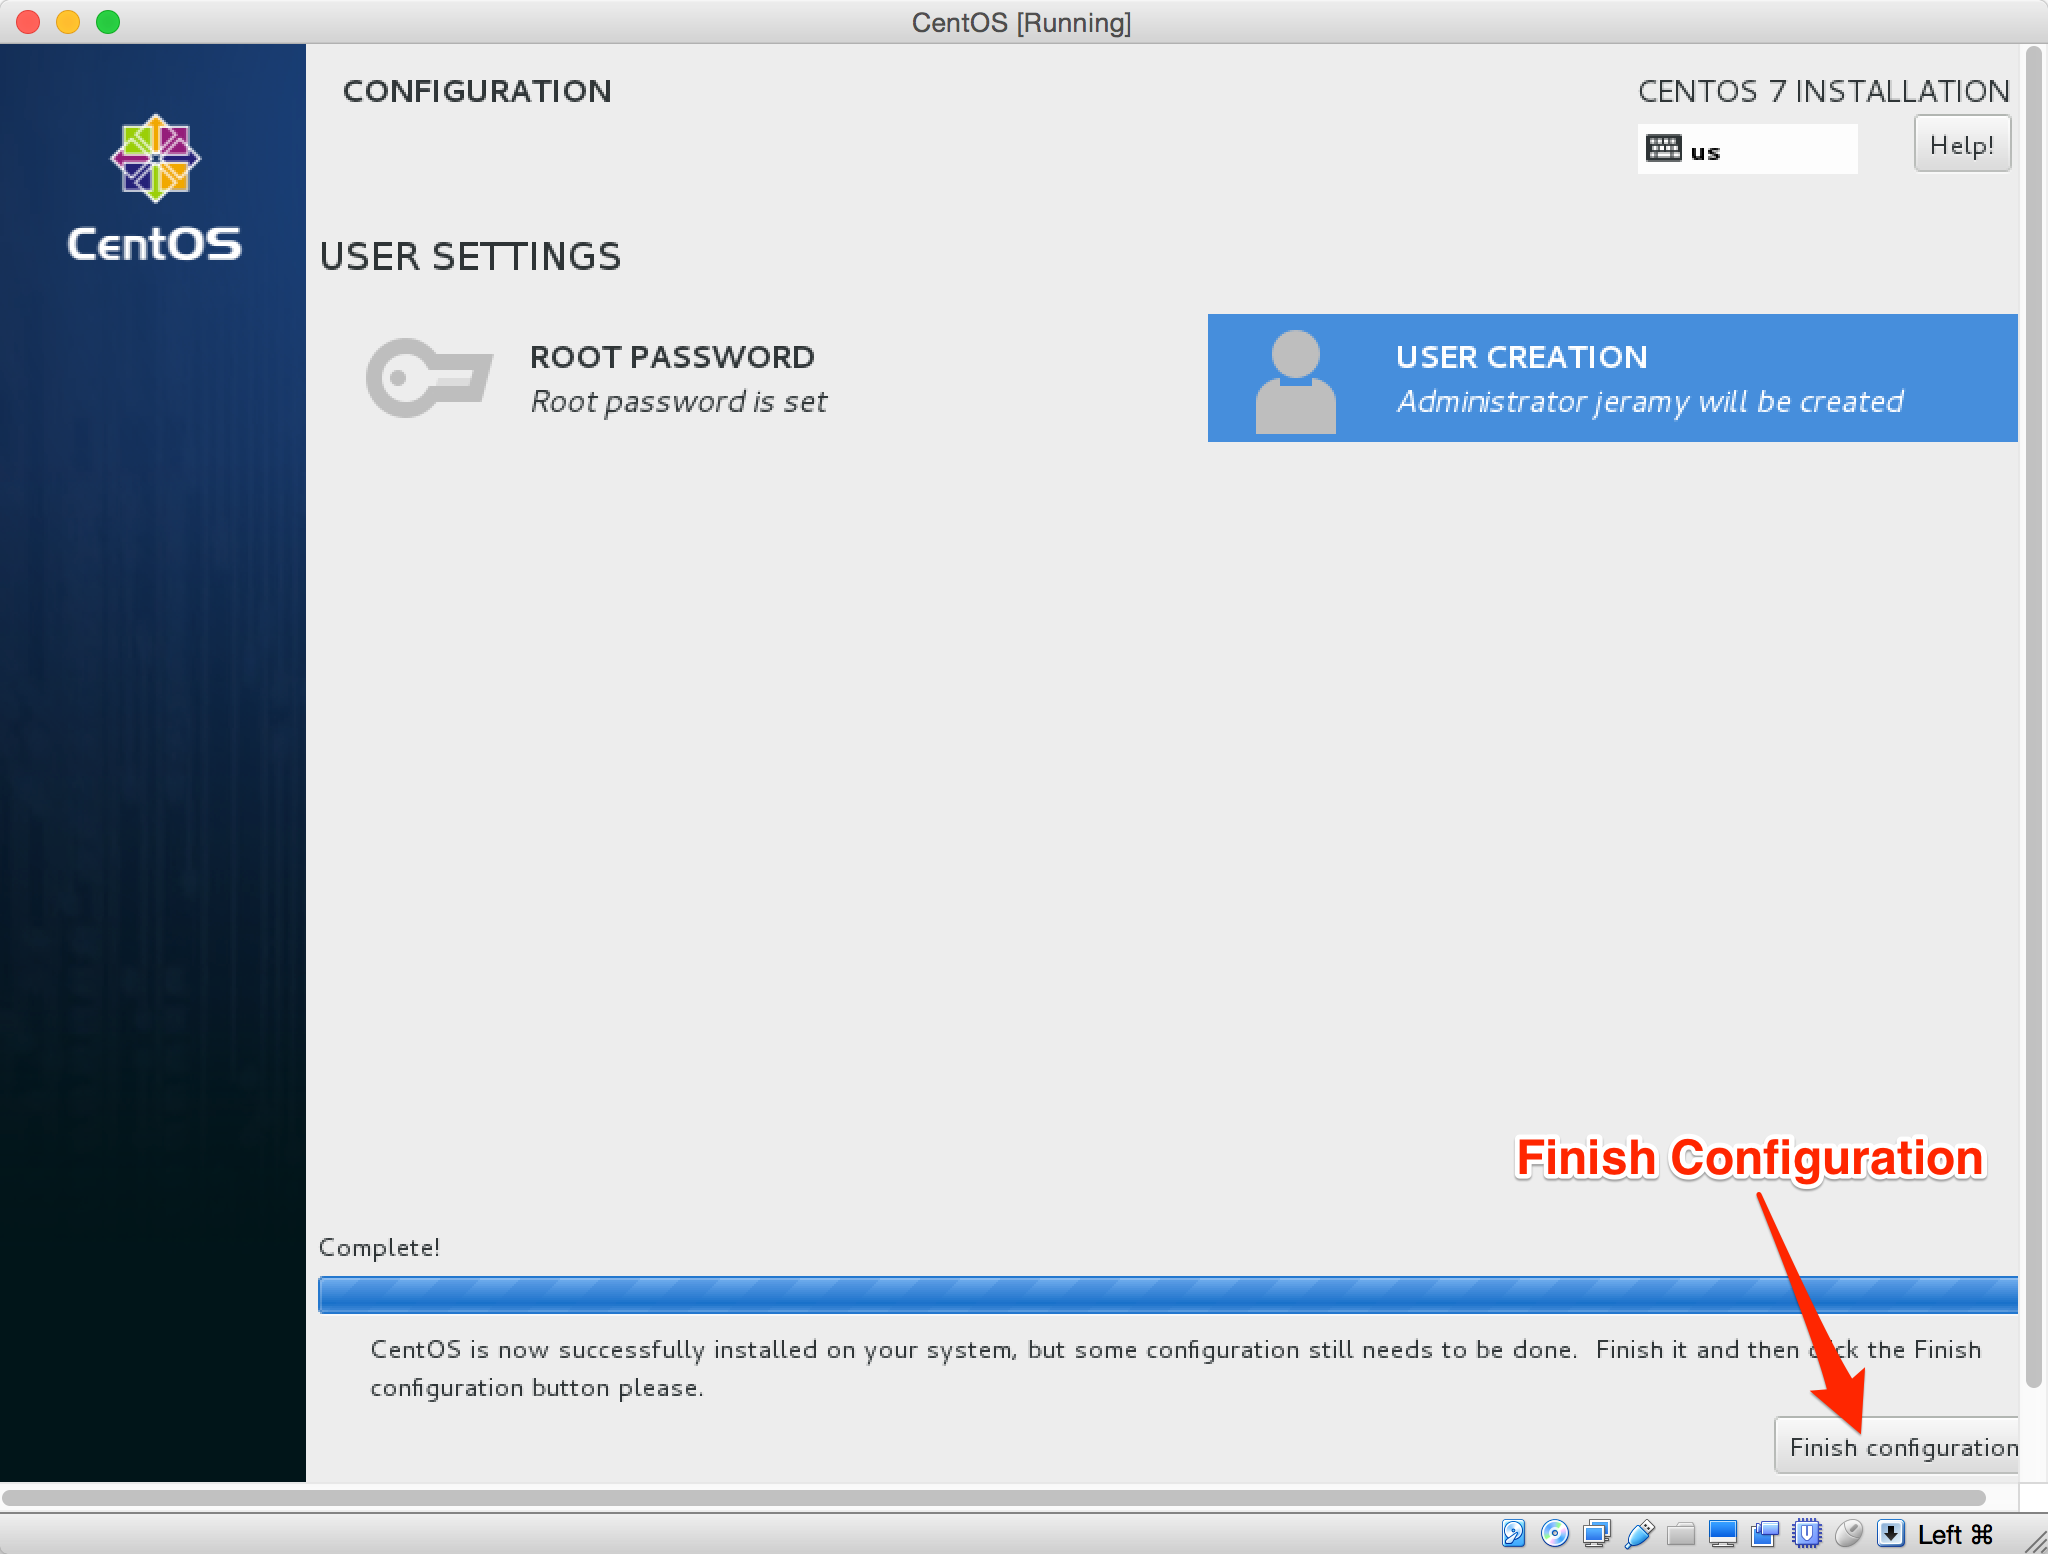 CentOS [Running]
CONFIGURATION
CENTOS 7 INSTALLATION
us
Help!
CentOS
USER SETTINGS
ROOT PASSWORD
Root password is set
USER CREATION
Administrator jeramy will be created
Finish Configuration
Complete!
CentOS is now successfully installed on your system, but some configuration still needs to be done. Finish it and then click the Finish
configuration button please.
Finish configuration
Left ⌘